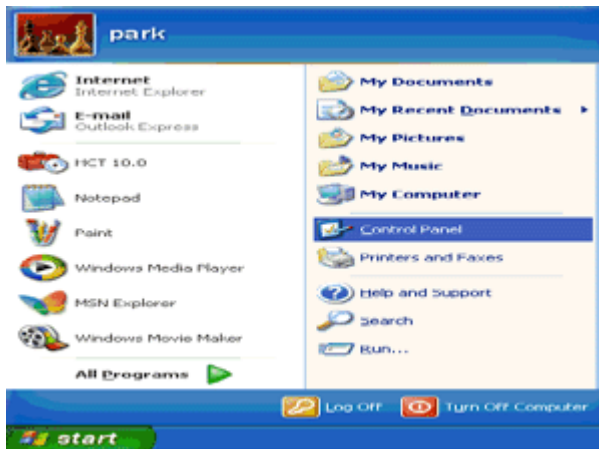 park
Internet
Internet Explorer
E-mail
Outlook Express
HCT 10.0
Notepad
Paint
Windows Media Player
MSN Explorer
Windows Movie Maker
All Programs
My Documents
My Recent Documents
My Pictures
My Music
My Computer
Control Panel
Printers and Faxes
Help and Support
Search
Run...
Log Off
Turn Off Computer
start